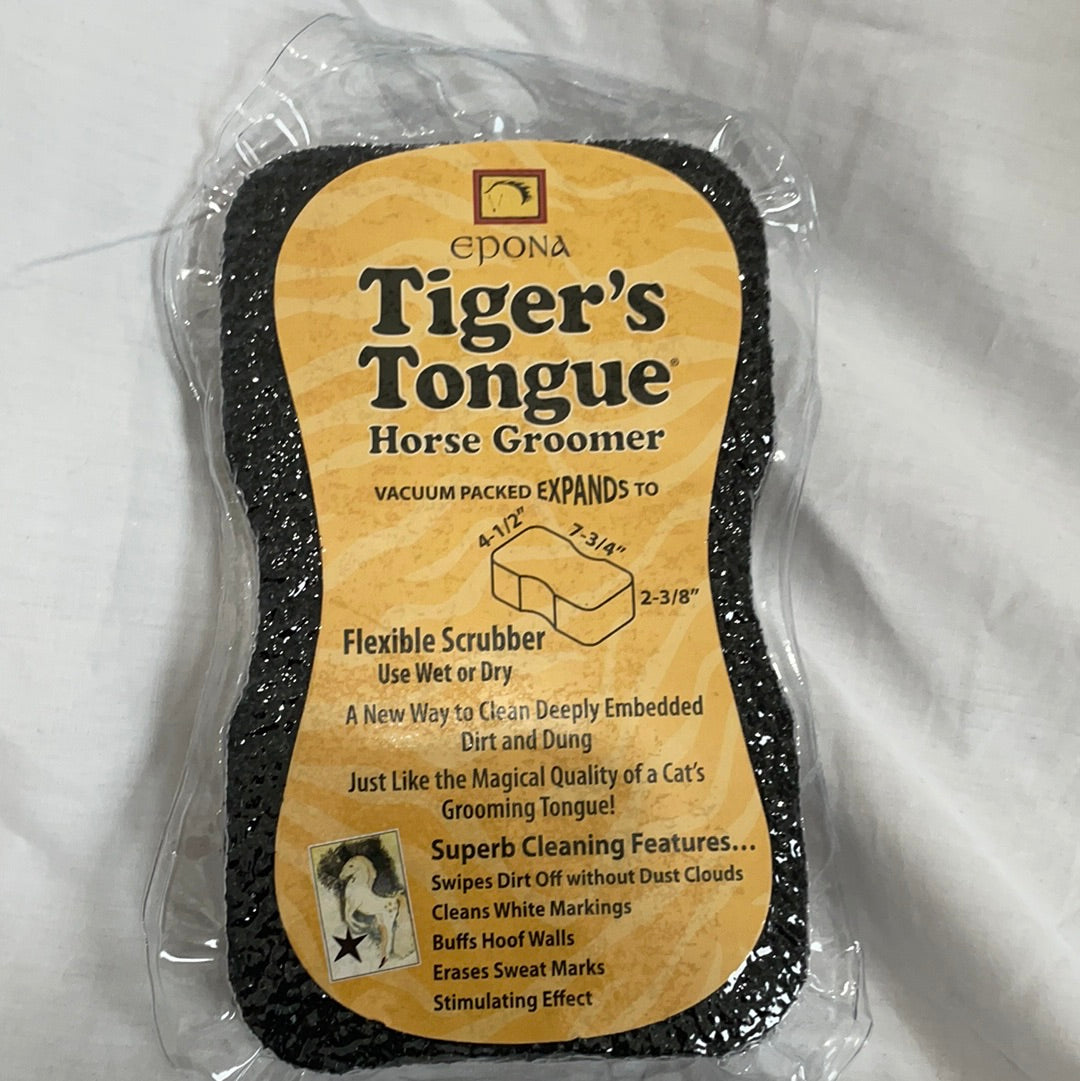 EPONA
Tiger's
Tongue®
Horse Groomer
VACUUM PACKED EXPANDS TO
4-1/2" 7-3/4"
2-3/8"
Flexible Scrubber
Use Wet or Dry
A New Way to Clean Deeply Embedded
Dirt and Dung
Just Like the Magical Quality of a Cat's
Grooming Tongue!
Superb Cleaning Features...
Swipes Dirt Off without Dust Clouds
Cleans White Markings
Buffs Hoof Walls
Erases Sweat Marks
Stimulating Effect